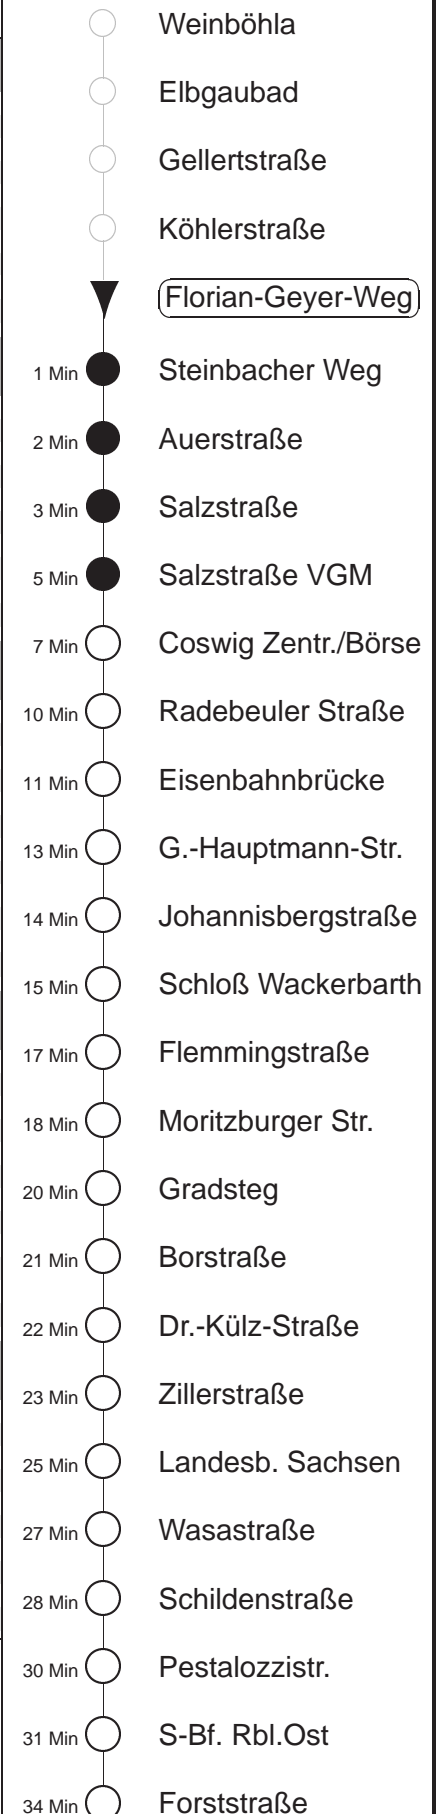 Weinböhla
Elbgaubad
Gellertstraße
Köhlerstraße
Florian-Geyer-Weg
1 Min Steinbacher Weg
2 Min Auerstraße
3 Min Salzstraße
5 Min Salzstraße VGM
7 Min Coswig Zentr./Börse
10 Min Radebeuler Straße
11 Min Eisenbahnbrücke
13 Min G.-Hauptmann-Str.
14 Min Johannisbergstraße
15 Min Schloß Wackerbarth
17 Min Flemmingstraße
18 Min Moritzburger Str.
20 Min Gradsteg
21 Min Borstraße
22 Min Dr.-Külz-Straße
23 Min Zillerstraße
25 Min Landesb. Sachsen
27 Min Wasastraße
28 Min Schildenstraße
30 Min Pestalozzistr.
31 Min S-Bf. Rbl.Ost
34 Min Forststraße